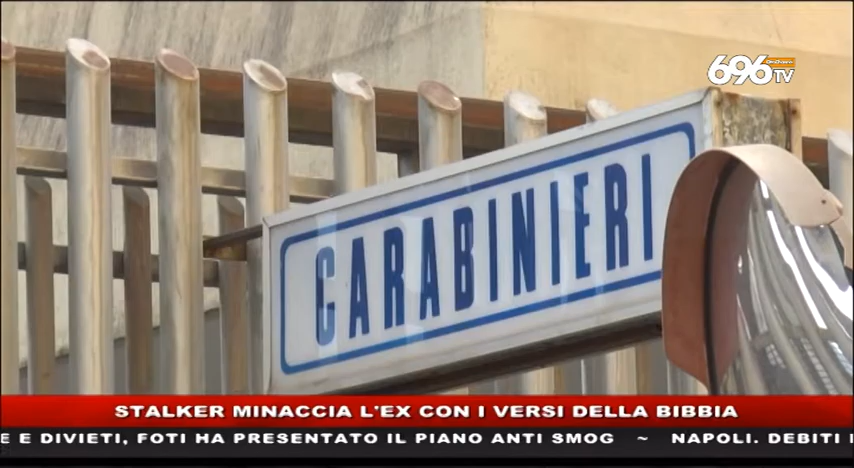 696
TV
CARABINIERI
STALKER MINACCIA L'EX CON I VERSI DELLA BIBBIA
E E DIVIETI, FOTI HA PRESENTATO IL PIANO ANTI SMOG ~ NAPOLI. DEBITI